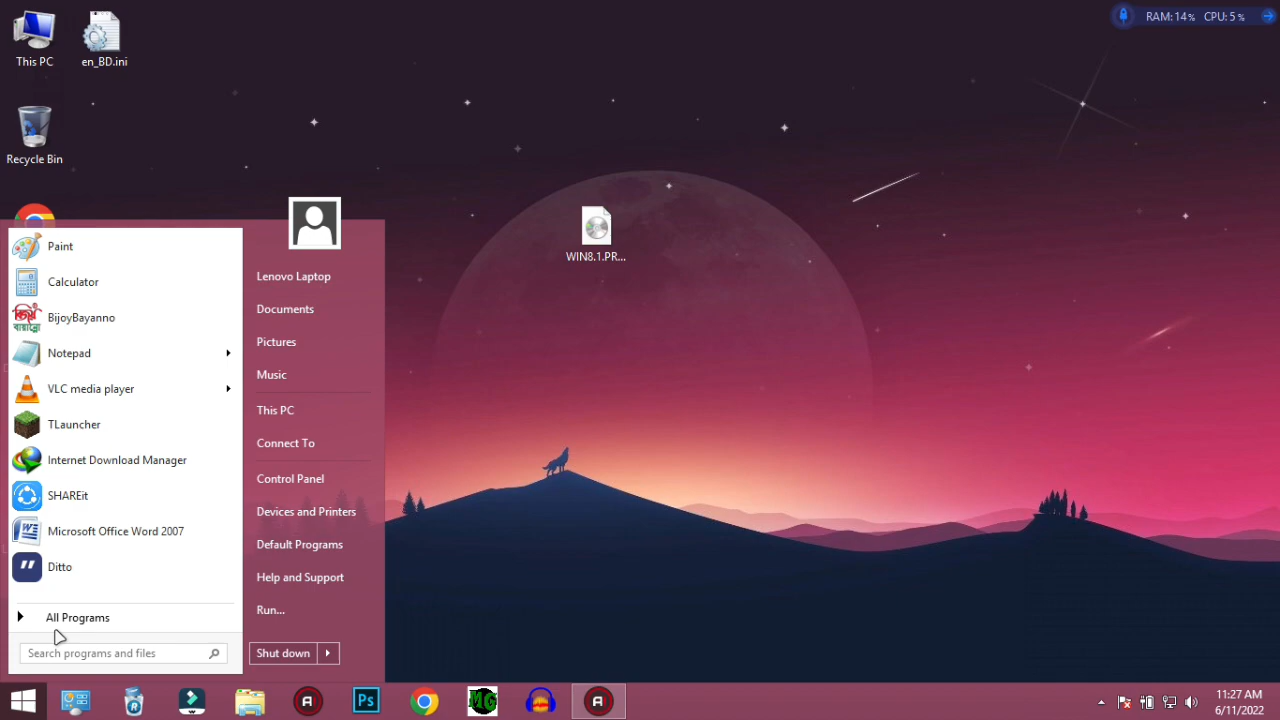 This PC
en_BD.ini
RAM: 14% CPU: 5%
Recycle Bin
WIN8.1.PR...
Paint
Calculator
BijoyBayanno
Notepad
VLC media player
TLauncher
Internet Download Manager
SHAREit
Microsoft Office Word 2007
Ditto
All Programs
Search programs and files
Lenovo Laptop
Documents
Pictures
Music
This PC
Connect To
Control Panel
Devices and Printers
Default Programs
Help and Support
Run...
Shut down
Ps
MG
11:27 AM
6/11/2022